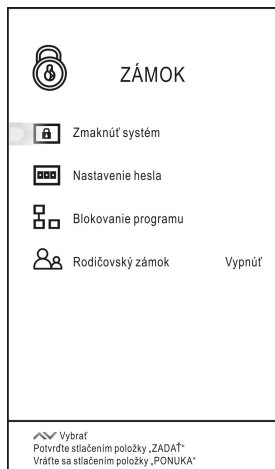 ZÁMOK
Zmaknúť systém
Nastavenie hesla
Blokovanie programu
Rodičovský zámok Vypnúť
Vybrať
Potvrďte stlačením položky „ZADAŤ“
Vráťte sa stlačením položky „PONUKA“